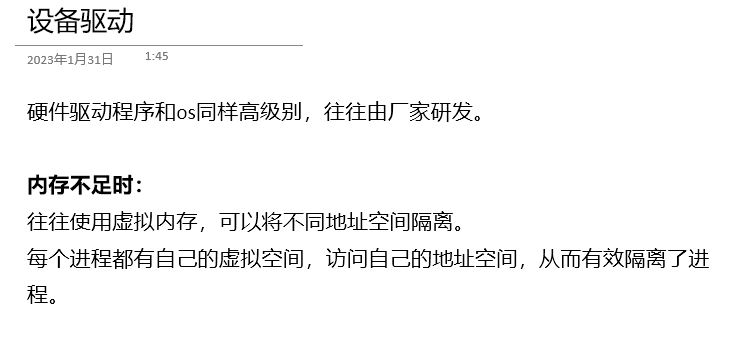 设备驱动
2023年1月31日 1:45
硬件驱动程序和os同样高级别，往往由厂家研发。
内存不足时：
往往使用虚拟内存，可以将不同地址空间隔离。
每个进程都有自己的虚拟空间，访问自己的地址空间，从而有效隔离了进
程。